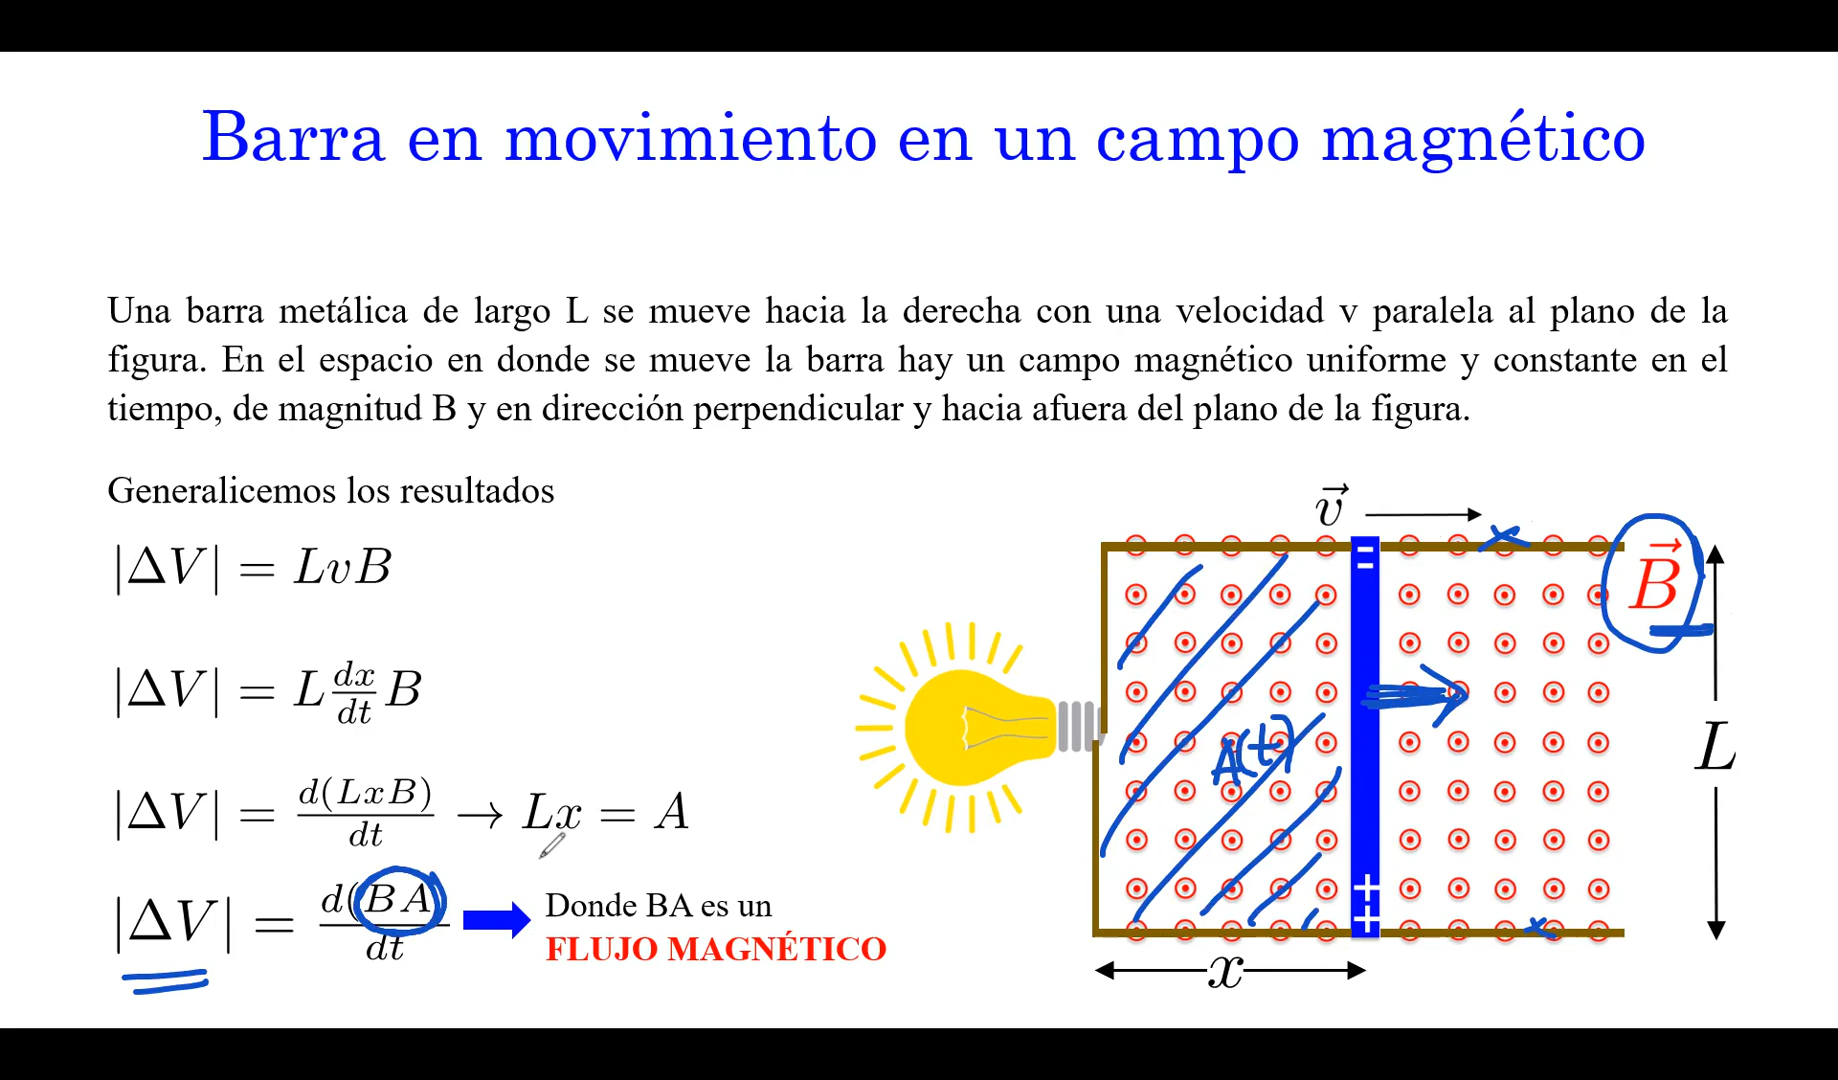 Barra en movimiento en un campo magnético
Una barra metálica de largo L se mueve hacia la derecha con una velocidad v paralela al plano de la
figura. En el espacio en donde se mueve la barra hay un campo magnético uniforme y constante en el
tiempo, de magnitud B y en dirección perpendicular y hacia afuera del plano de la figura.
Generalicemos los resultados
|ΔV| = LvB
|ΔV| = L dx/dt B
|ΔV| = d(LxB)/dt → Lx = A
|ΔV| = d(BA)/dt
Donde BA es un
FLUJO MAGNÉTICO
v⃗
B⃗
A(t)
L
x